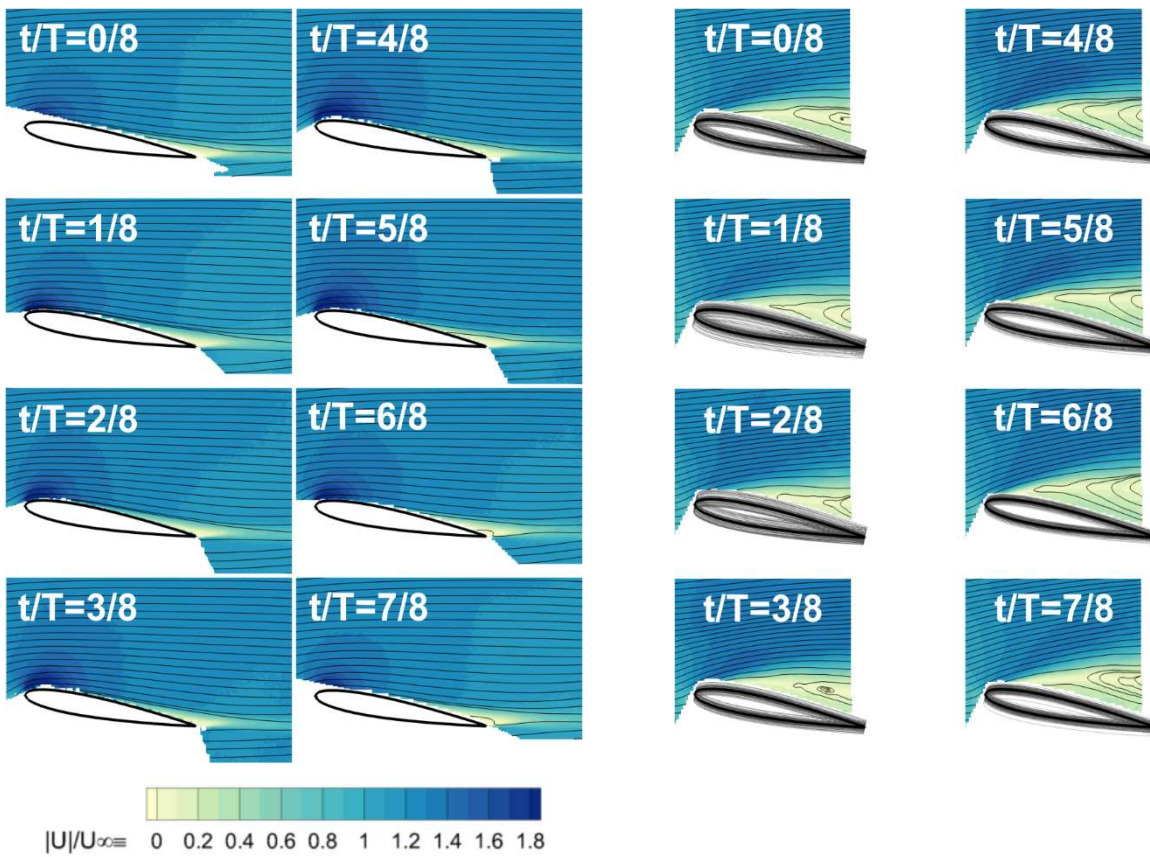 t/T=0/8 t/T=4/8 t/T=0/8 t/T=4/8
t/T=1/8 t/T=5/8 t/T=1/8 t/T=5/8
t/T=2/8 t/T=6/8 t/T=2/8 t/T=6/8
t/T=3/8 t/T=7/8 t/T=3/8 t/T=7/8
|U|/U∞≡ 0 0.2 0.4 0.6 0.8 1 1.2 1.4 1.6 1.8